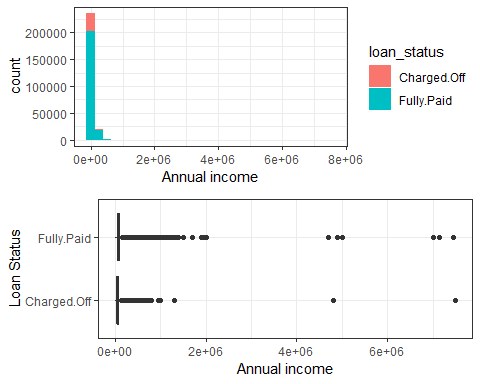 200000
150000
100000
50000
0
count
0e+00 2e+06 4e+06 6e+06 8e+06
Annual income
loan_status
Charged.Off
Fully.Paid
Loan Status
Fully.Paid
Charged.Off
0e+00 2e+06 4e+06 6e+06
Annual income